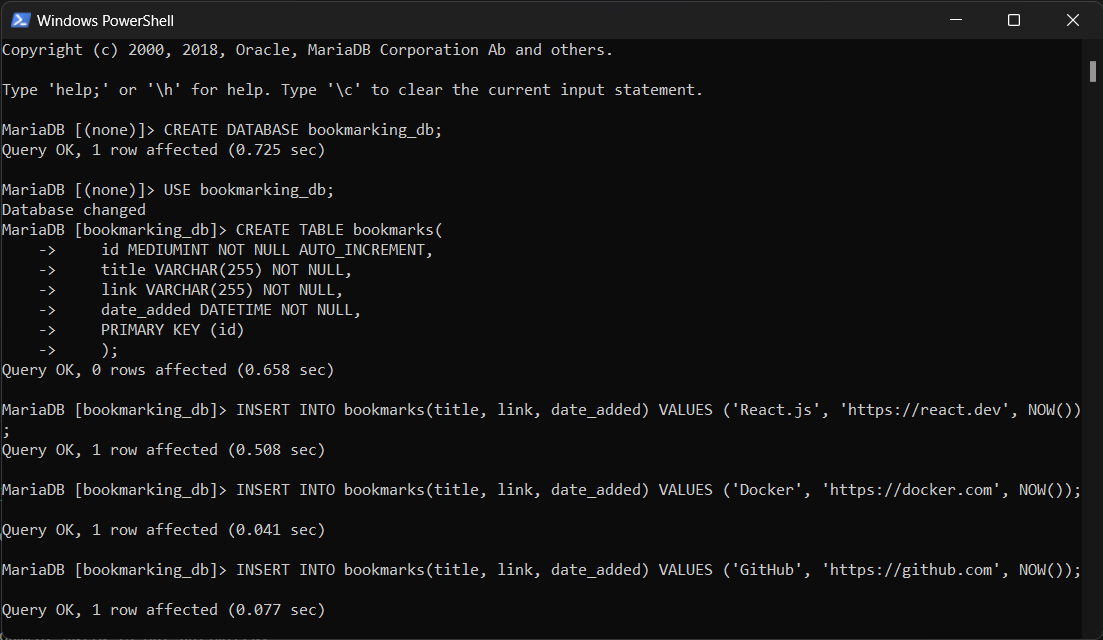 Windows PowerShell
Copyright (c) 2000, 2018, Oracle, MariaDB Corporation Ab and others.
Type 'help;' or '\h' for help. Type '\c' to clear the current input statement.
MariaDB [(none)]> CREATE DATABASE bookmarking_db;
Query OK, 1 row affected (0.725 sec)
MariaDB [(none)]> USE bookmarking_db;
Database changed
MariaDB [bookmarking_db]> CREATE TABLE bookmarks(
    ->     id MEDIUMINT NOT NULL AUTO_INCREMENT,
    ->     title VARCHAR(255) NOT NULL,
    ->     link VARCHAR(255) NOT NULL,
    ->     date_added DATETIME NOT NULL,
    ->     PRIMARY KEY (id)
    ->     );
Query OK, 0 rows affected (0.658 sec)
MariaDB [bookmarking_db]> INSERT INTO bookmarks(title, link, date_added) VALUES ('React.js', 'https://react.dev', NOW())
;
Query OK, 1 row affected (0.508 sec)
MariaDB [bookmarking_db]> INSERT INTO bookmarks(title, link, date_added) VALUES ('Docker', 'https://docker.com', NOW());
Query OK, 1 row affected (0.041 sec)
MariaDB [bookmarking_db]> INSERT INTO bookmarks(title, link, date_added) VALUES ('GitHub', 'https://github.com', NOW());
Query OK, 1 row affected (0.077 sec)